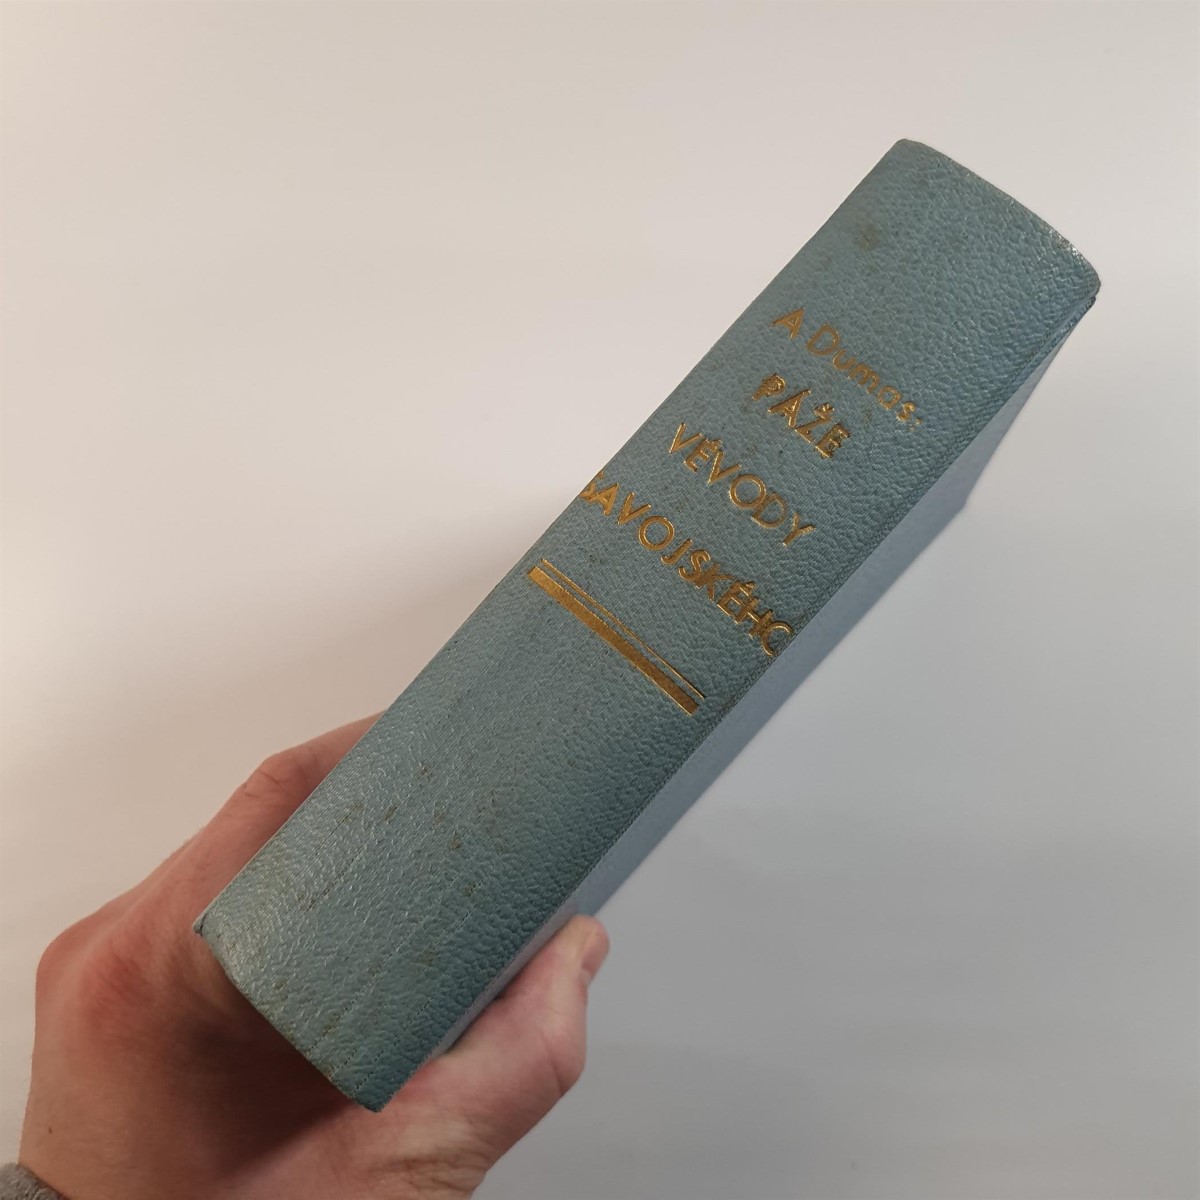 A. Dumas:
PÁŽE
VÉVODY
SAVOJSKÉHO